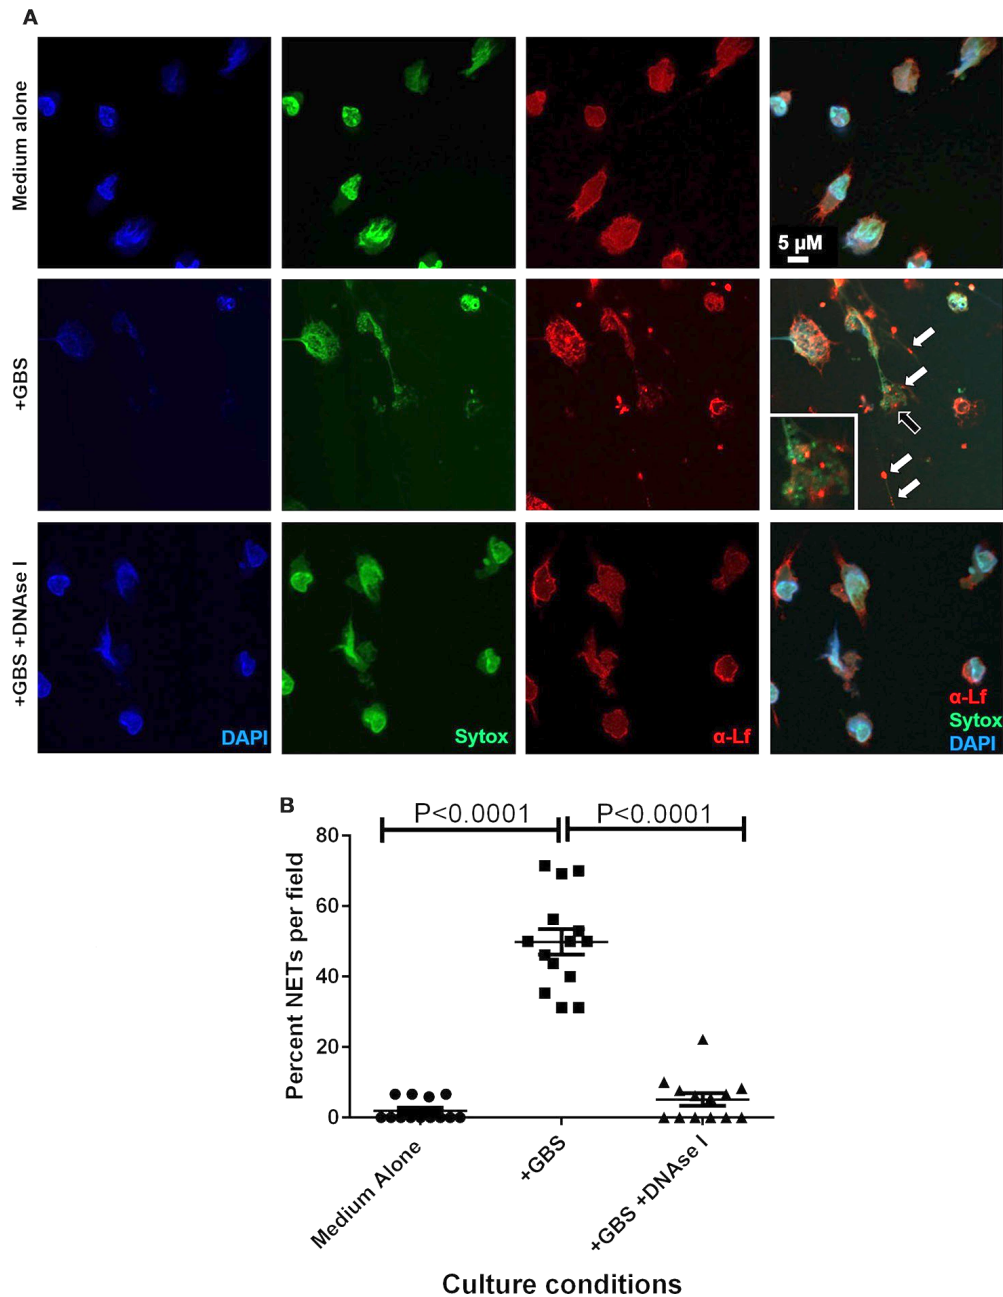 A
Medium alone
5 µM
+GBS
+GBS +DNAse I
DAPI
Sytox
α-Lf
α-Lf
Sytox
DAPI
B
P<0.0001
P<0.0001
Percent NETs per field
80
60
40
20
0
Medium Alone
+GBS
+GBS +DNAse I
Culture conditions